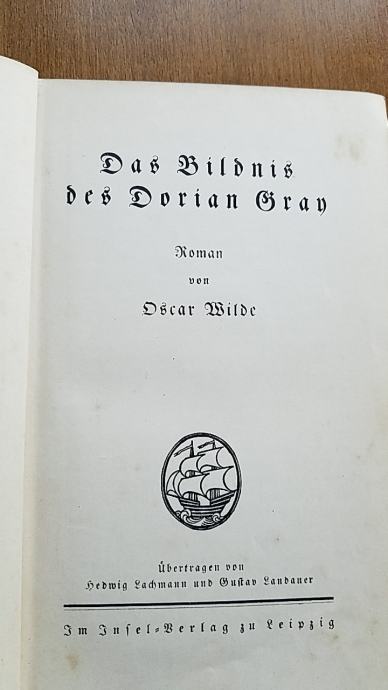 Das Bildnis
des Dorian Gray
Roman
von
Oscar Wilde
Übertragen von
Hedwig Lachmann und Gustav Landauer
Im Insel-Verlag zu Leipzig